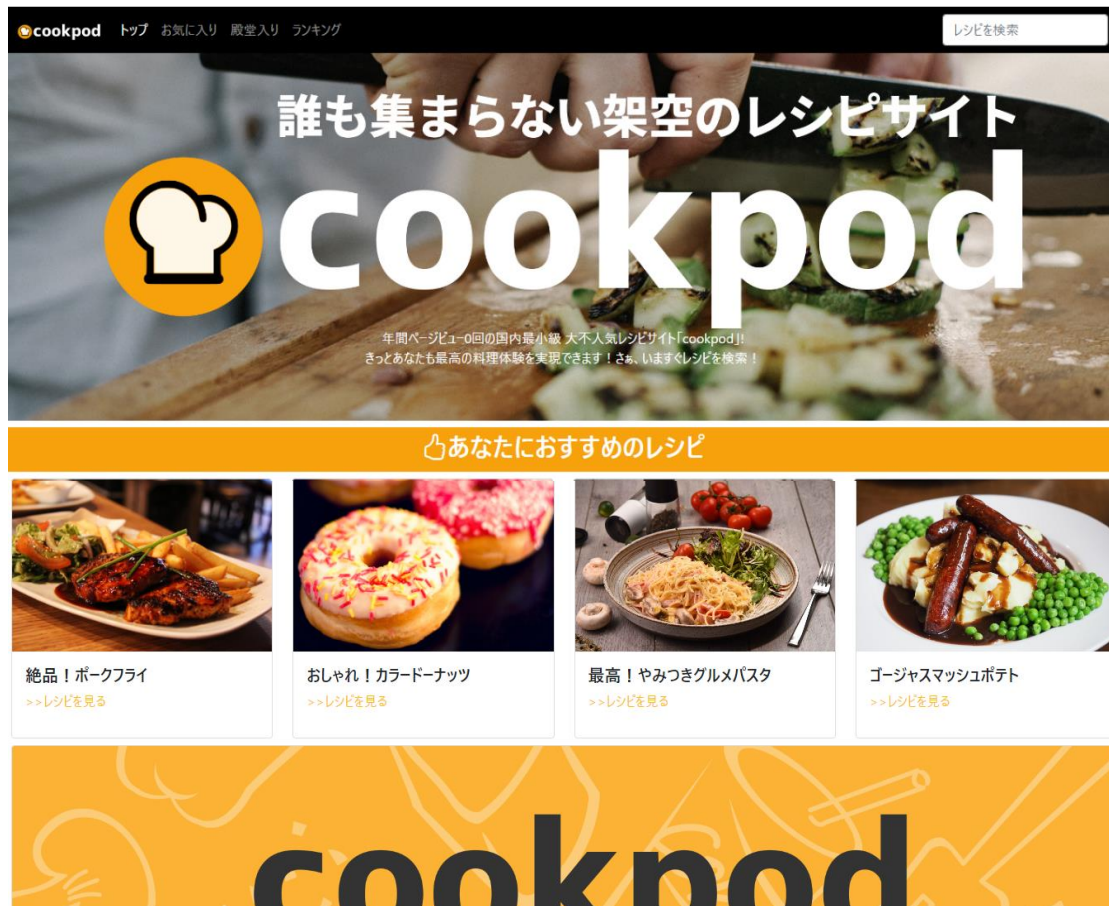 cookpod トップ お気に入り 殿堂入り ランキング レシピを検索
誰も集まらない架空のレシピサイト
cookpod
年間ページビュー0回の国内最小級 大不人気レシピサイト「cookpod」!
きっとあなたも最高の料理体験を実現できます！さぁ、いますぐレシピを検索！
あなたにおすすめのレシピ
絶品！ポークフライ
>>レシピを見る
おしゃれ！カラードーナッツ
>>レシピを見る
最高！やみつきグルメパスタ
>>レシピを見る
ゴージャスマッシュポテト
>>レシピを見る
cookpod